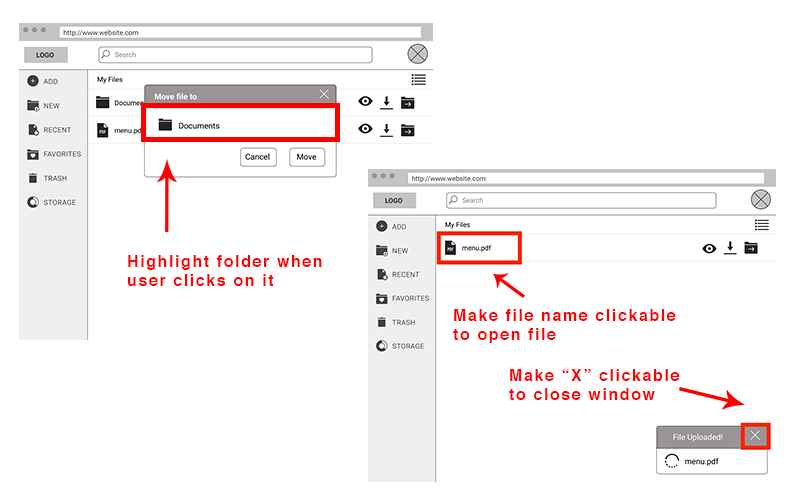 http://www.website.com
LOGO
Search
ADD
NEW
RECENT
FAVORITES
TRASH
STORAGE
My Files
Docume
menu.pd
PDF
Move file to
Documents
Cancel
Move
Highlight folder when
user clicks on it
http://www.website.com
LOGO
Search
ADD
NEW
RECENT
FAVORITES
TRASH
STORAGE
My Files
PDF
menu.pdf
Make file name clickable
to open file
Make “X” clickable
to close window
File Uploaded!
menu.pdf